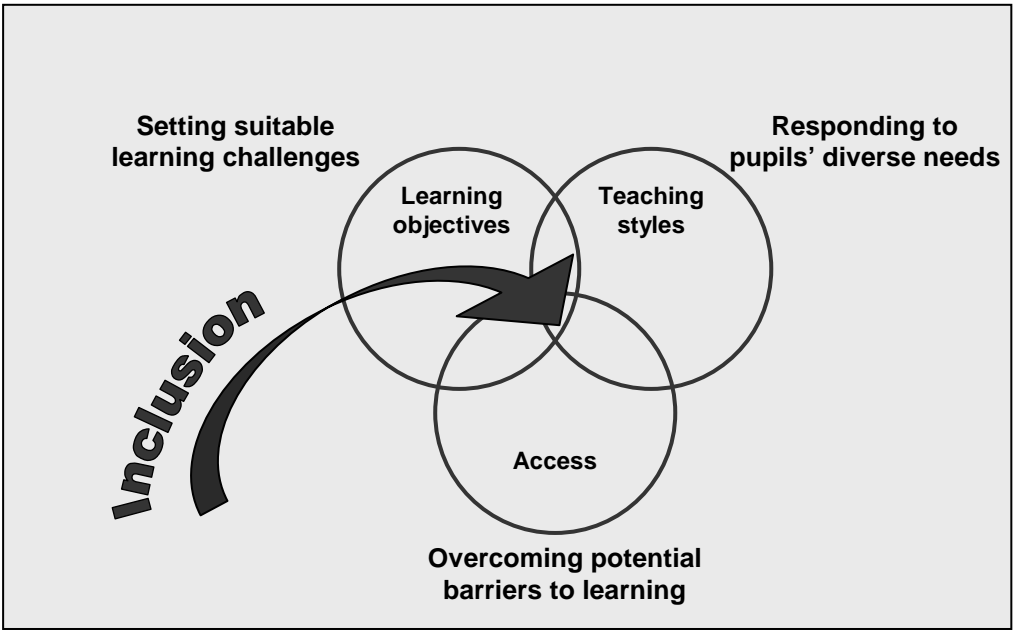 Setting suitable
learning challenges
Responding to
pupils’ diverse needs
Learning
objectives
Teaching
styles
Inclusion
Access
Overcoming potential
barriers to learning